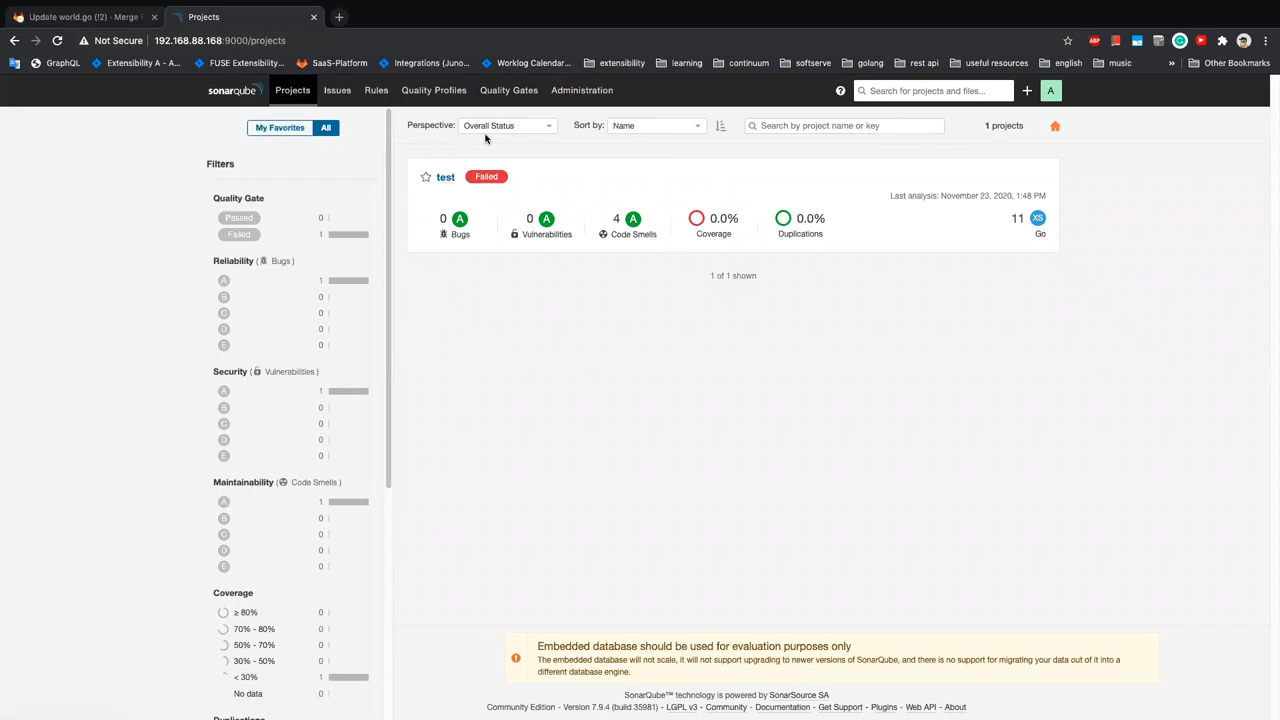 Update world.go (!2) - Merge R
Projects
Not Secure
192.168.88.168:9000/projects
ABP
GraphQL
Extensibility A - A...
FUSE Extensibility...
SaaS-Platform
Integrations (Juno...
Worklog Calendar...
extensibility
learning
continuum
softserve
golang
rest api
useful resources
english
music
»
Other Bookmarks
sonarqube
Projects
Issues
Rules
Quality Profiles
Quality Gates
Administration
Search for projects and files...
A
My Favorites
All
Perspective:
Overall Status
Sort by:
Name
Search by project name or key
1 projects
Filters
Quality Gate
Passed 0
Failed 1
Reliability ( Bugs )
A 1
B 0
C 0
D 0
E 0
Security ( Vulnerabilities )
A 1
B 0
C 0
D 0
E 0
Maintainability ( Code Smells )
A 1
B 0
C 0
D 0
E 0
Coverage
≥ 80% 0
70% - 80% 0
50% - 70% 0
30% - 50% 0
< 30% 1
No data 0
Duplications
test
Failed
Last analysis: November 23, 2020, 1:48 PM
0 A
Bugs
0 A
Vulnerabilities
4 A
Code Smells
0.0%
Coverage
0.0%
Duplications
11 XS
Go
1 of 1 shown
Embedded database should be used for evaluation purposes only
The embedded database will not scale, it will not support upgrading to newer versions of SonarQube, and there is no support for migrating your data out of it into a
different database engine.
SonarQube™ technology is powered by SonarSource SA
Community Edition - Version 7.9.4 (build 35981) - LGPL v3 - Community - Documentation - Get Support - Plugins - Web API - About